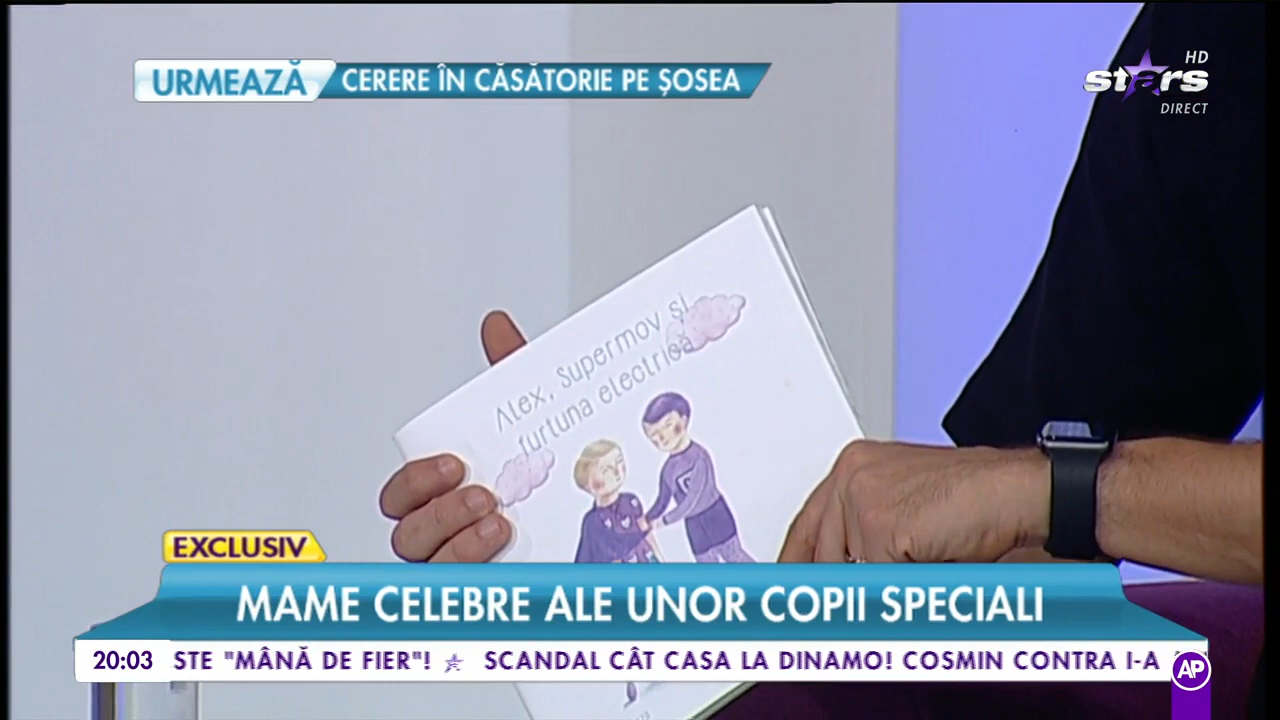 URMEAZĂ CERERE ÎN CĂSĂTORIE PE ȘOSEA
HD
stars
DIRECT
Alex, Supermov și
furtuna electrică
EXCLUSIV
MAME CELEBRE ALE UNOR COPII SPECIALI
20:03 STE "MÂNĂ DE FIER"! SCANDAL CÂT CASA LA DINAMO! COSMIN CONTRA I-A
AP